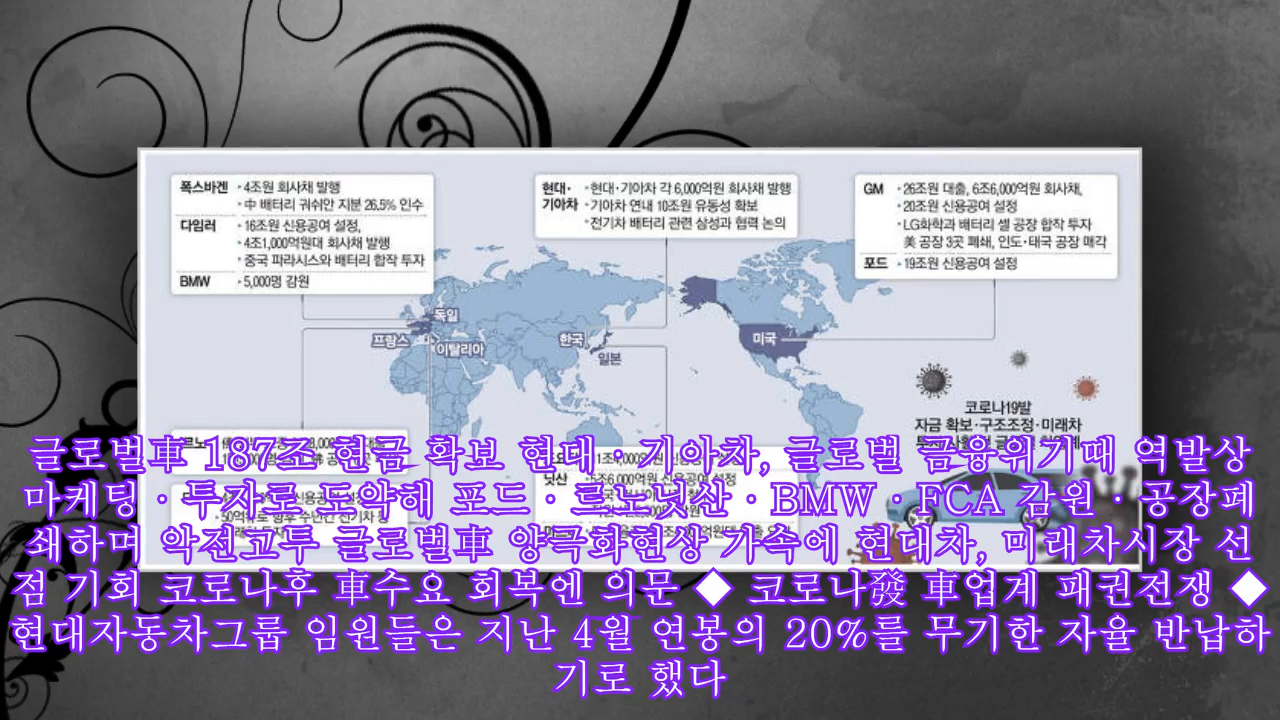 폭스바겐 ·4조원 회사채 발행
·中 배터리 궈쉬안 지분 26.5% 인수
다임러 ·16조원 신용공여 설정,
·4조1,000억원대 회사채 발행
·중국 파라시스와 배터리 합작 투자
BMW ·5,000명 감원
현대· ·현대·기아차 각 6,000억원 회사채 발행
기아차 ·기아차 연내 10조원 유동성 확보
·전기차 배터리 관련 삼성과 협력 논의
GM ·26조원 대출, 6조6,000억원 회사채,
20조원 신용공여 설정
·LG화학과 배터리 셀 공장 합작 투자
美 공장 3곳 폐쇄, 인도·태국 공장 매각
포드 ·19조원 신용공여 설정
독일
프랑스
이탈리아
한국
일본
미국
코로나19발
자금 확보·구조조정·미래차
닛산
글로벌車 187조 현금 확보 현대·기아차, 글로벌 금융위기때 역발상
마케팅·투자로 도약해 포드·르노닛산·BMW·FCA 감원·공장폐
쇄하며 악전고투 글로벌車 양극화현상 가속에 현대차, 미래차시장 선
점 기회 코로나후 車수요 회복엔 의문 ◆ 코로나發 車업계 패권전쟁 ◆
현대자동차그룹 임원들은 지난 4월 연봉의 20%를 무기한 자율 반납하
기로 했다